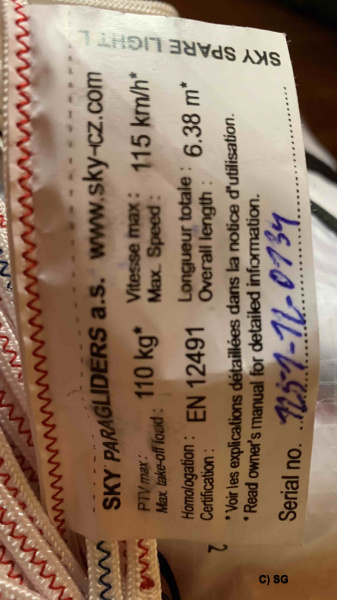 SKY SPARE LIGHT L
SKY PARAGLIDERS a.s. www.sky-cz.com
PTV max : 110 kg* Vitesse max : 115 km/h*
Max. take-off load : Max. Speed :
Homologation : EN 12491 Longueur totale : 6.38 m*
Certification : Overall length :
* Voir les explications détaillées dans la notice d'utilisation.
* Read owner's manual for detailed information.
Serial no.
2
C) SG